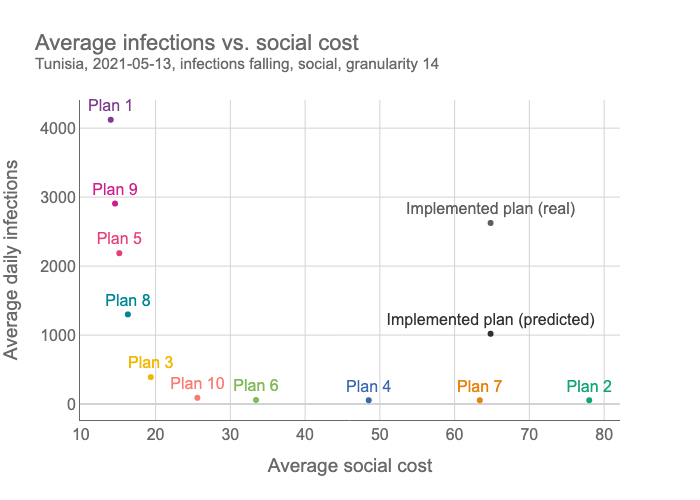 Average infections vs. social cost
Tunisia, 2021-05-13, infections falling, social, granularity 14
Average daily infections
4000
3000
2000
1000
0
Plan 1
Plan 9
Implemented plan (real)
Plan 5
Plan 8
Implemented plan (predicted)
Plan 3
Plan 10
Plan 6
Plan 4
Plan 7
Plan 2
10
20
30
40
50
60
70
80
Average social cost